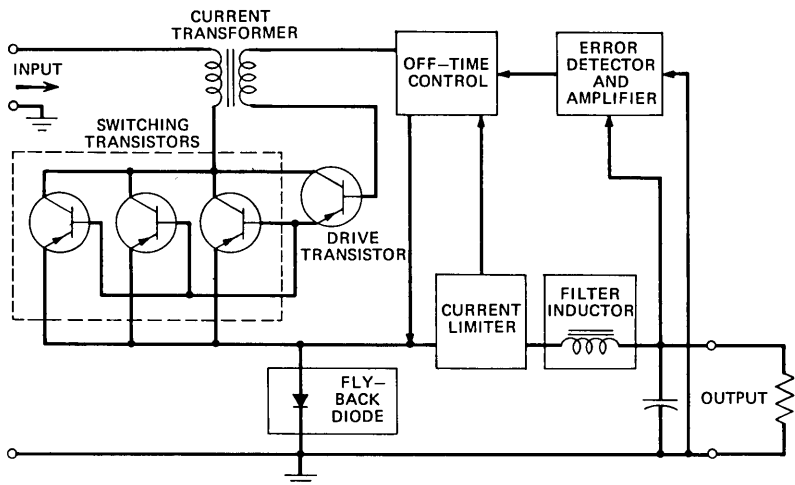 CURRENT
TRANSFORMER
INPUT
OFF–TIME
CONTROL
ERROR
DETECTOR
AND
AMPLIFIER
SWITCHING
TRANSISTORS
DRIVE
TRANSISTOR
CURRENT
LIMITER
FILTER
INDUCTOR
FLY–
BACK
DIODE
OUTPUT